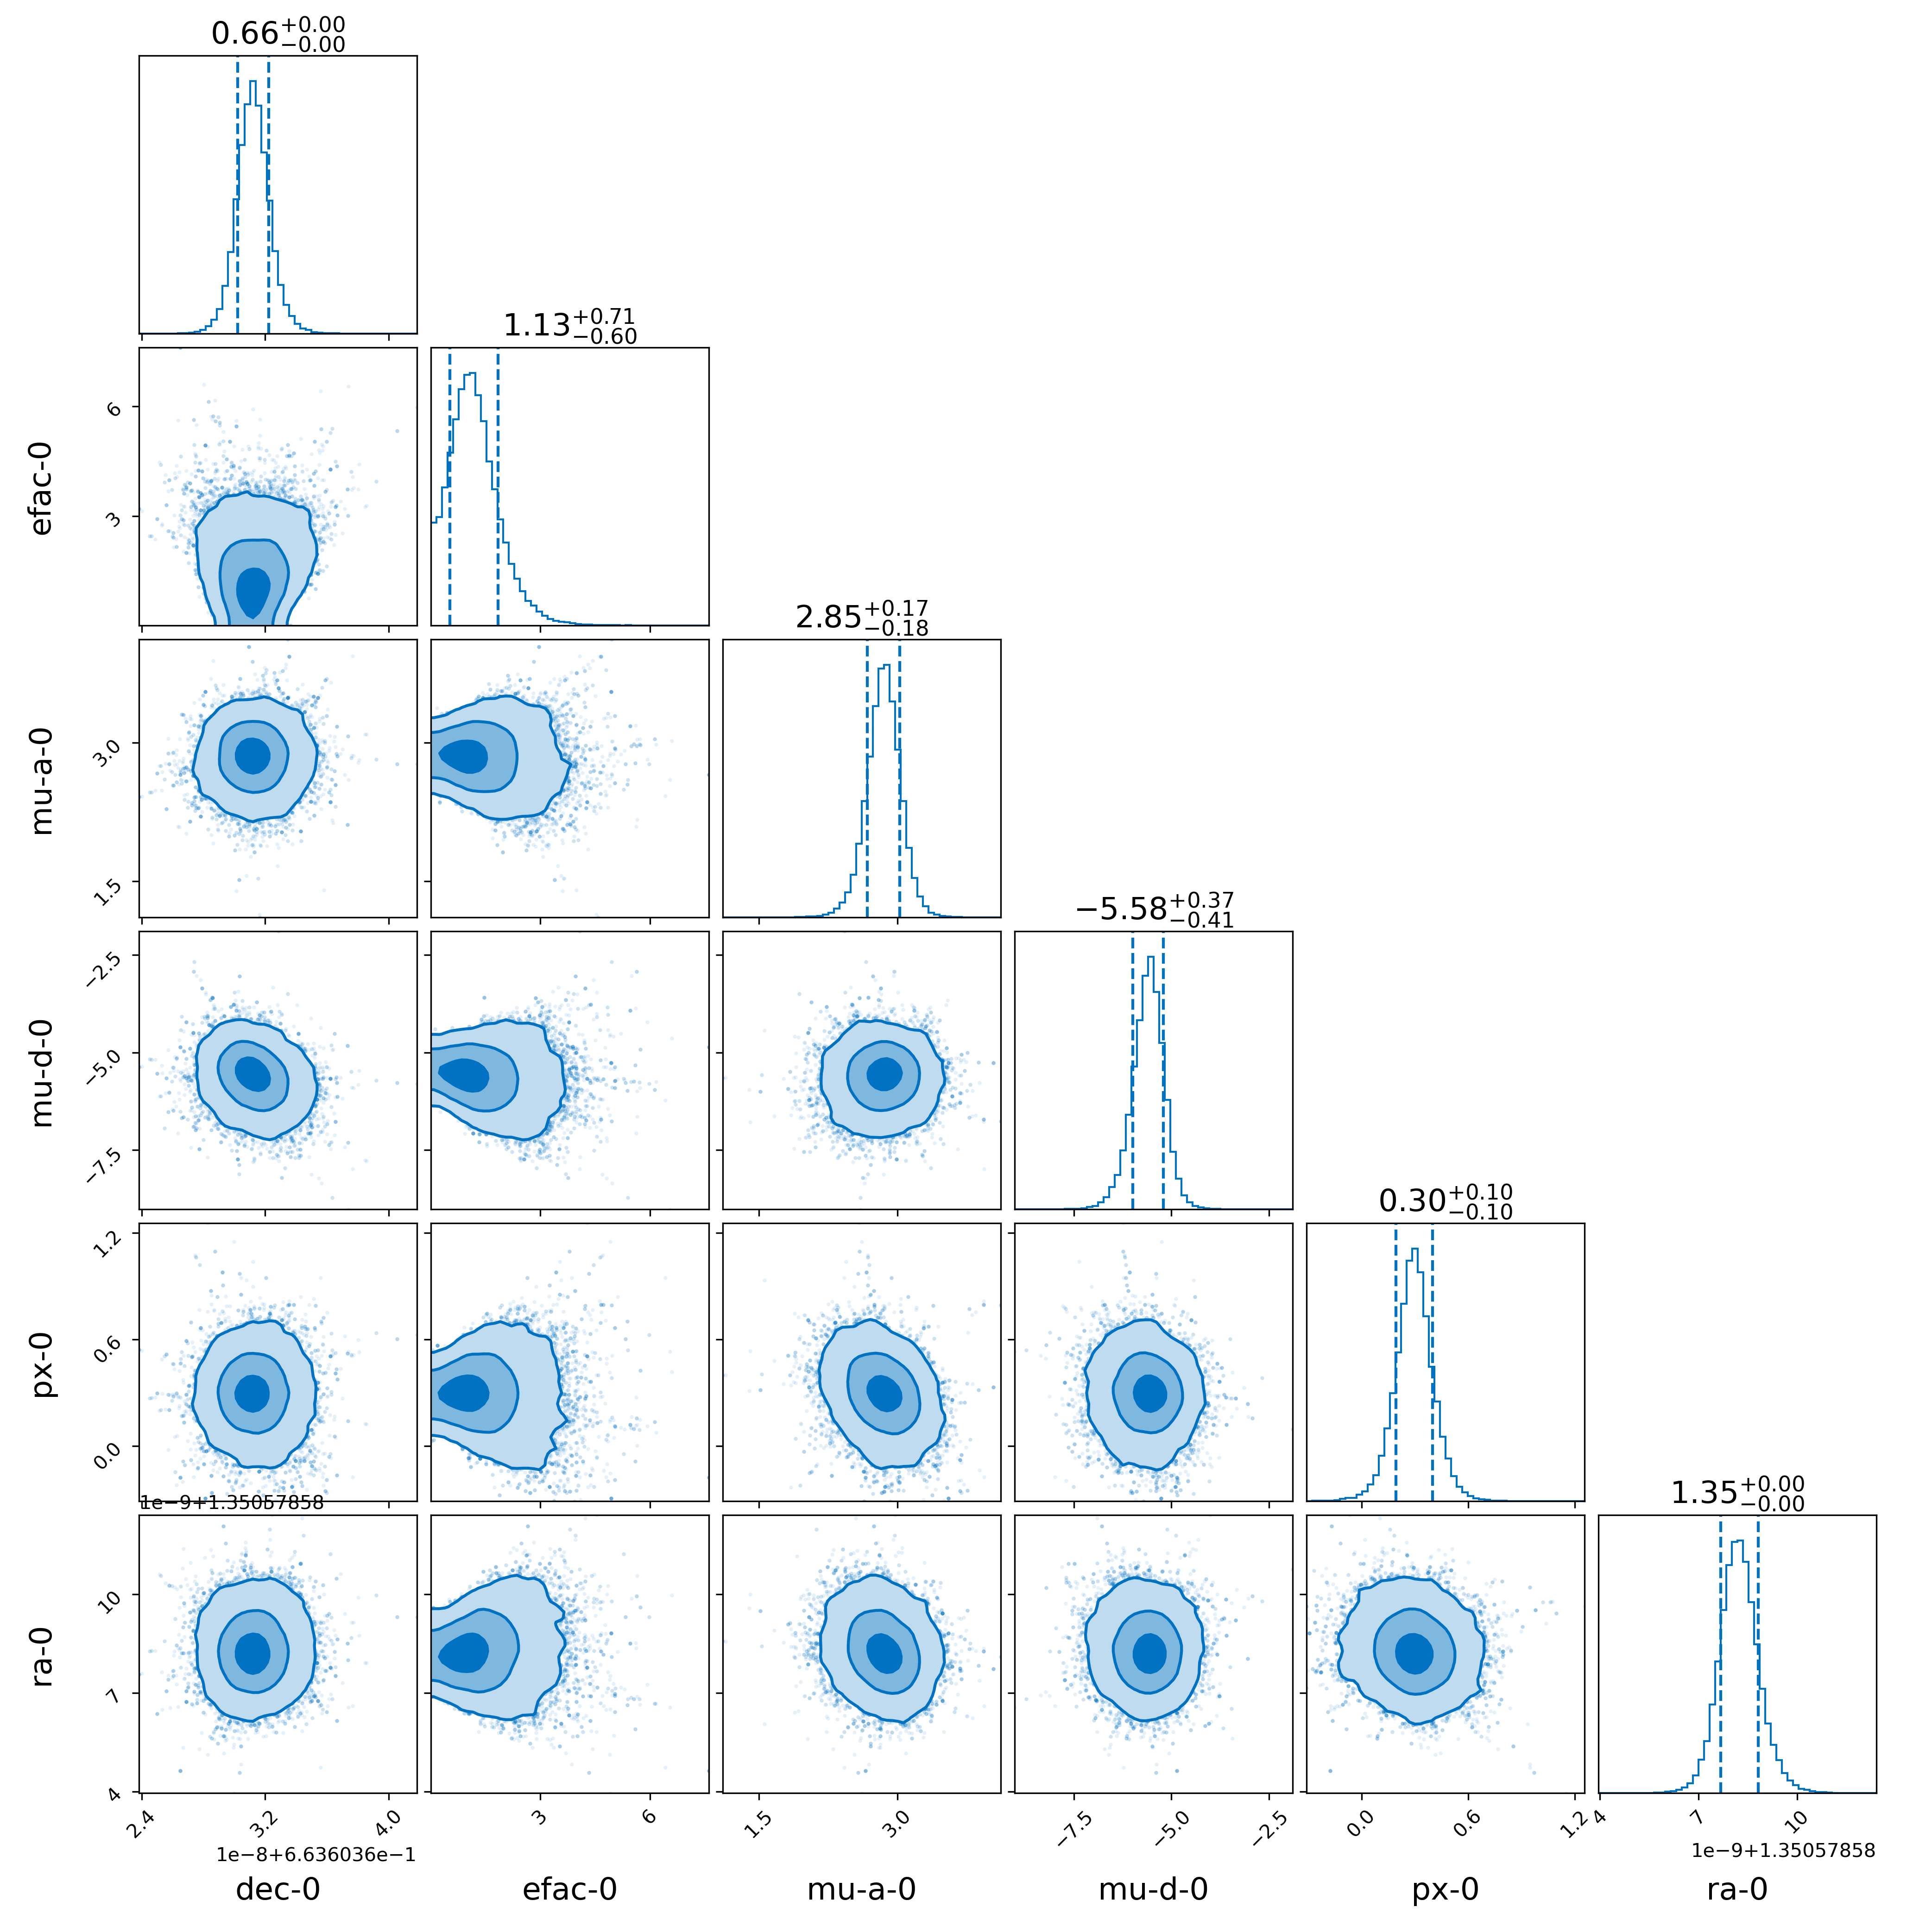 0.66+0.00−0.00
1.13+0.71−0.60
6
3
efac-0
2.85+0.17−0.18
3.0
1.5
mu-a-0
−5.58+0.37−0.41
−2.5
−5.0
−7.5
mu-d-0
0.30+0.10−0.10
1.2
0.6
0.0
px-0
1.35+0.00−0.00
1e−9+1.35057858
10
7
4
ra-0
2.4 3.2 4.0 3 6 1.5 3.0 −7.5 −5.0 −2.5 0.0 0.6 1.2 4 7 10
1e−8+6.636036e−1 1e−9+1.35057858
dec-0 efac-0 mu-a-0 mu-d-0 px-0 ra-0